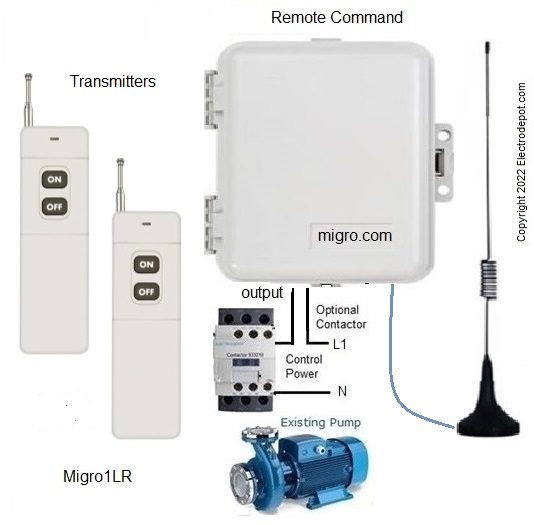 Remote Command
Transmitters
ON
OFF
ON
OFF
migro.com
Copyright 2022 Electrodepot.com
output
Optional
Contactor
L1
Control
Power
N
Existing Pump
Migro1LR